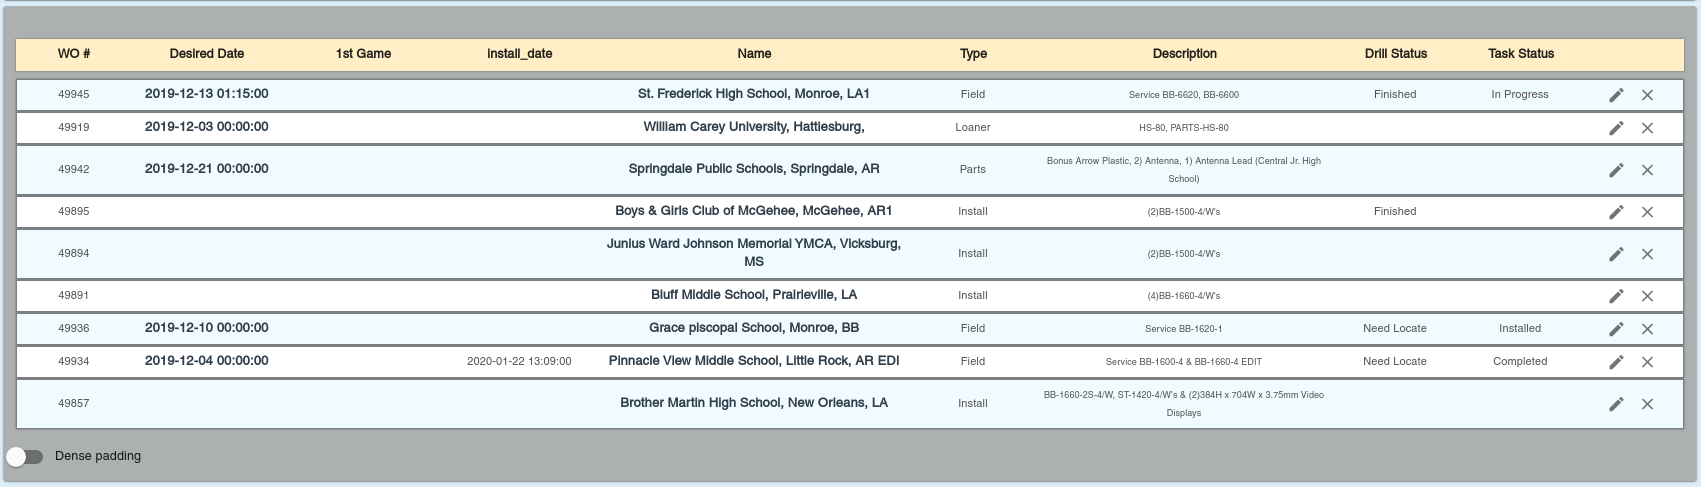 WO # Desired Date 1st Game install_date Name Type Description Drill Status Task Status
49945 2019-12-13 01:15:00 St. Frederick High School, Monroe, LA1 Field Service BB-6620, BB-6600 Finished In Progress
49919 2019-12-03 00:00:00 William Carey University, Hattiesburg, Loaner HS-80, PARTS-HS-80
49942 2019-12-21 00:00:00 Springdale Public Schools, Springdale, AR Parts Bonus Arrow Plastic, 2) Antenna, 1) Antenna Lead (Central Jr. High
School)
49895 Boys & Girls Club of McGehee, McGehee, AR1 Install (2)BB-1500-4/W's Finished
49894 Junius Ward Johnson Memorial YMCA, Vicksburg, Install (2)BB-1500-4/W's
MS
49891 Bluff Middle School, Prairieville, LA Install (4)BB-1660-4/W's
49936 2019-12-10 00:00:00 Grace piscopal School, Monroe, BB Field Service BB-1620-1 Need Locate Installed
49934 2019-12-04 00:00:00 2020-01-22 13:09:00 Pinnacle View Middle School, Little Rock, AR EDI Field Service BB-1600-4 & BB-1660-4 EDIT Need Locate Completed
49857 Brother Martin High School, New Orleans, LA Install BB-1660-2S-4/W, ST-1420-4/W's & (2)384H x 704W x 3.75mm Video
Displays
Dense padding